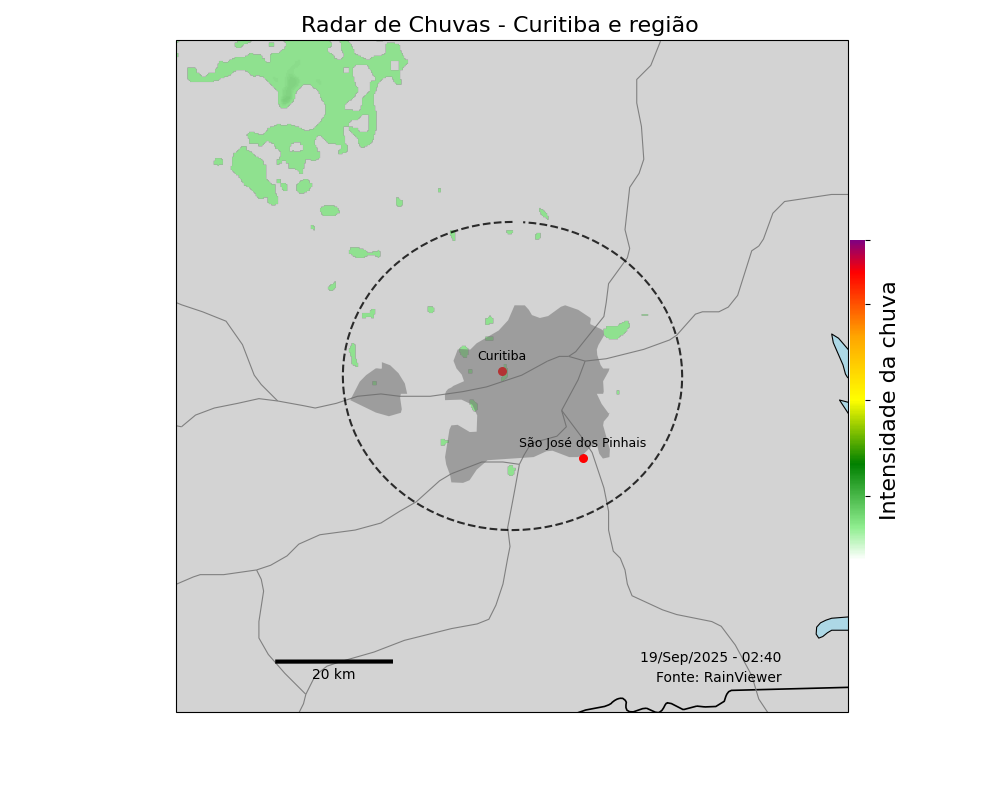 Radar de Chuvas - Curitiba e região
Curitiba
São José dos Pinhais
Intensidade da chuva
20 km
19/Sep/2025 - 02:40
Fonte: RainViewer